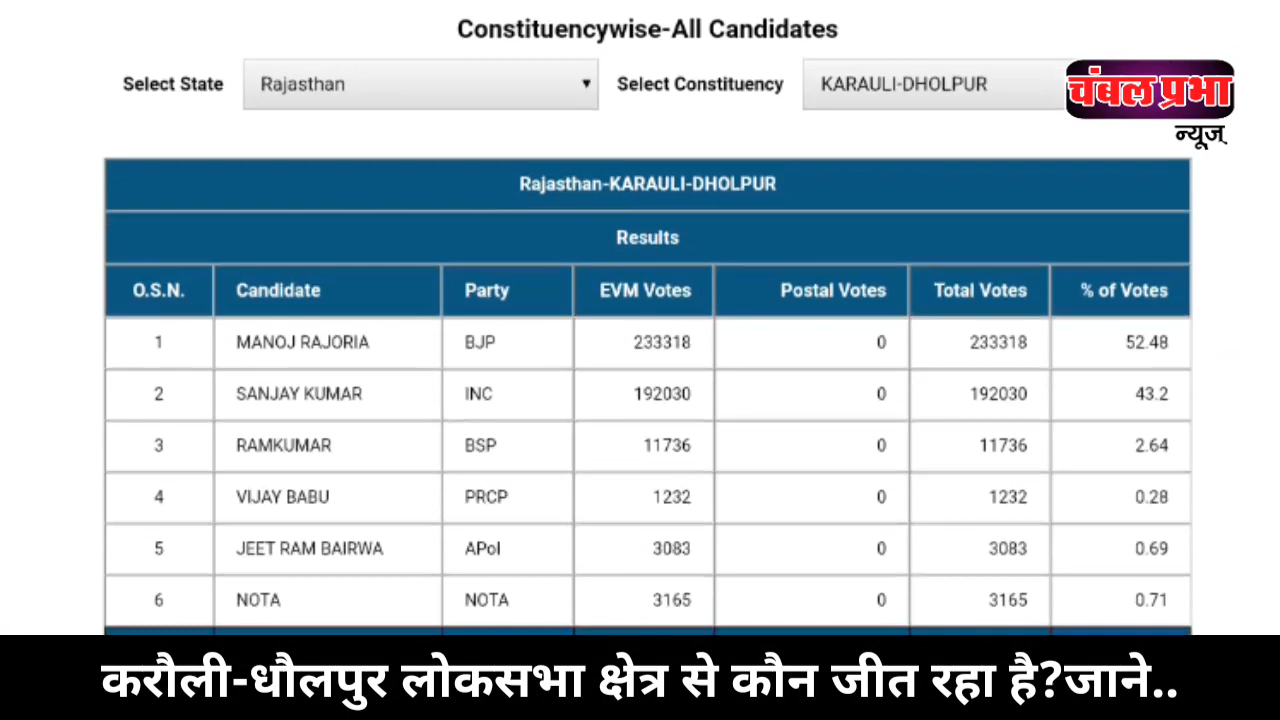 Constituencywise-All Candidates
Select State Rajasthan ▼ Select Constituency KARAULI-DHOLPUR
चंबल प्रभा
न्यूज़
Rajasthan-KARAULI-DHOLPUR
Results
O.S.N. Candidate Party EVM Votes Postal Votes Total Votes % of Votes
1 MANOJ RAJORIA BJP 233318 0 233318 52.48
2 SANJAY KUMAR INC 192030 0 192030 43.2
3 RAMKUMAR BSP 11736 0 11736 2.64
4 VIJAY BABU PRCP 1232 0 1232 0.28
5 JEET RAM BAIRWA APoI 3083 0 3083 0.69
6 NOTA NOTA 3165 0 3165 0.71
करौली-धौलपुर लोकसभा क्षेत्र से कौन जीत रहा है?जाने..